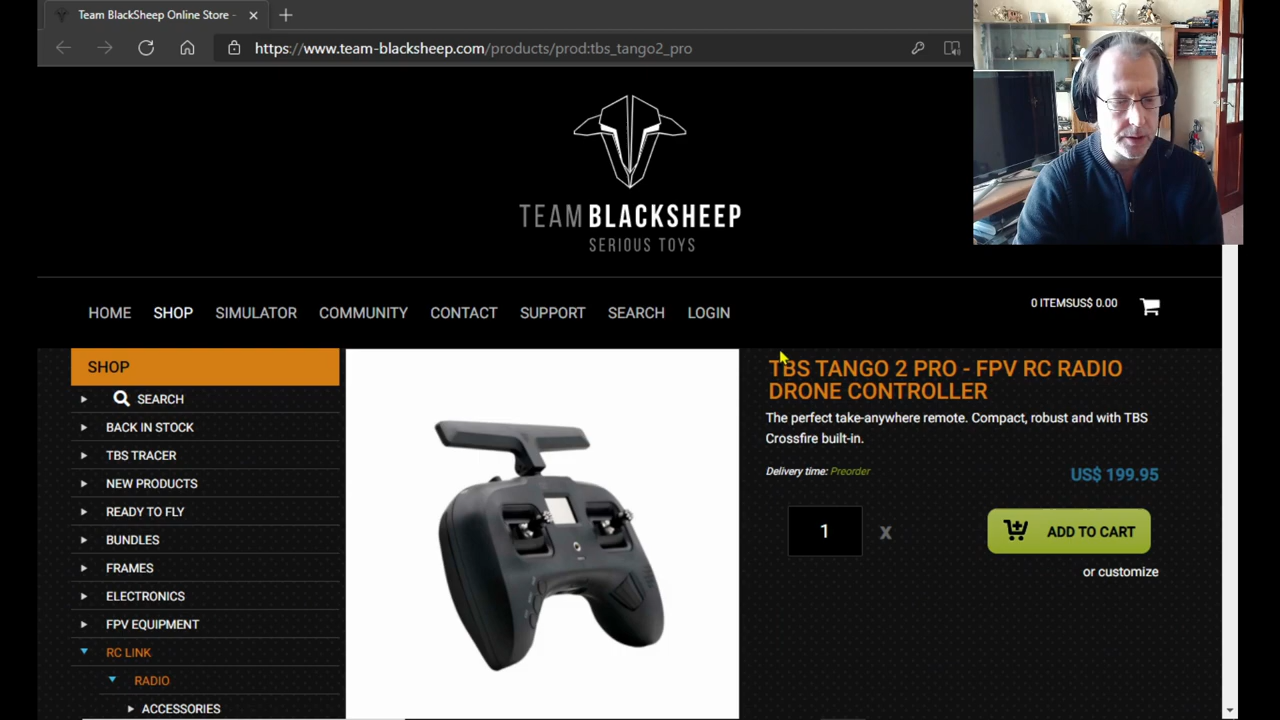 Team BlackSheep Online Store -
https://www.team-blacksheep.com/products/prod:tbs_tango2_pro
TEAM BLACKSHEEP
SERIOUS TOYS
HOME SHOP SIMULATOR COMMUNITY CONTACT SUPPORT SEARCH LOGIN
0 ITEMSUS$ 0.00
SHOP
SEARCH
BACK IN STOCK
TBS TRACER
NEW PRODUCTS
READY TO FLY
BUNDLES
FRAMES
ELECTRONICS
FPV EQUIPMENT
RC LINK
RADIO
ACCESSORIES
TBS TANGO 2 PRO - FPV RC RADIO
DRONE CONTROLLER
The perfect take-anywhere remote. Compact, robust and with TBS
Crossfire built-in.
Delivery time: Preorder
US$ 199.95
1 x
ADD TO CART
or customize